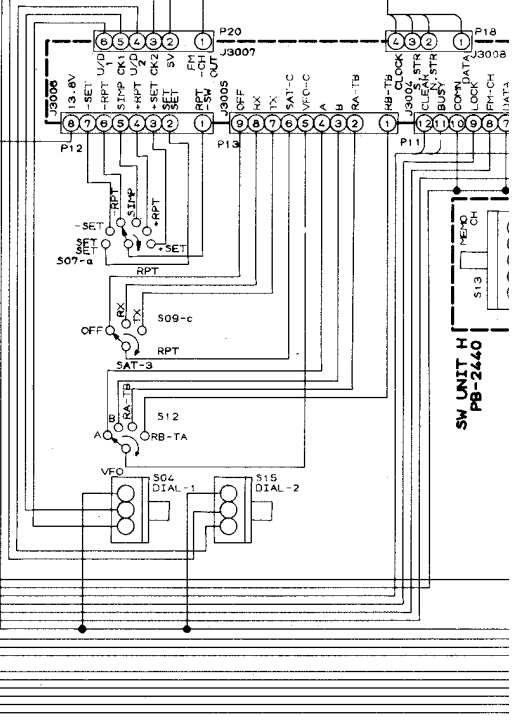 P20
P18
6 5 4 3 2 1
J3007
4 3 2 1
J3008
J3006
13.8V
-SET
-RPT U/D
SIMP CK1
+RPT U/D 2
+SET CK2
SET SET 5V
RPT SW FM -CH OUT
J3005
OFF
RX
TX
SAT-C
VFO-C
A
B
RA-TB
RB-TB
J3004
CLOCK
S.STR
N.STR
DATA
CLEAR
BUSY
COMN
LOCK
FM-CH
DATA
8 7 6 5 4 3 2 1
9 8 7 6 5 4 3 2 1
12 11 10 9 8 7
P12
P13
P11
-RPT
SIMP
+RPT
-SET
SET
SET
+SET
S07-a
RPT
MEMO
CH
S13
RX
TX
S09-c
OFF
RPT
SAT-3
SW UNIT H
PB-2440
B
RA-TB
S12
A
RB-TA
VFO
S04
DIAL-1
S15
DIAL-2